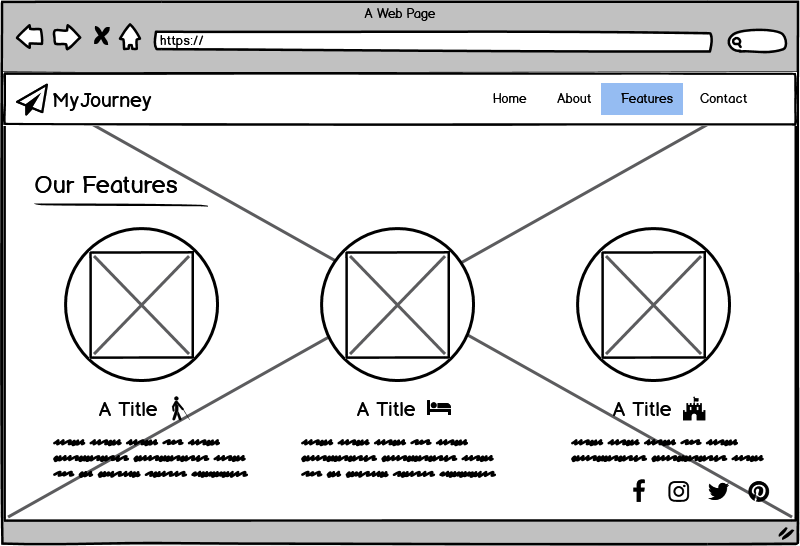 A Web Page
https://
MyJourney
Home About Features Contact
Our Features
A Title A Title A Title